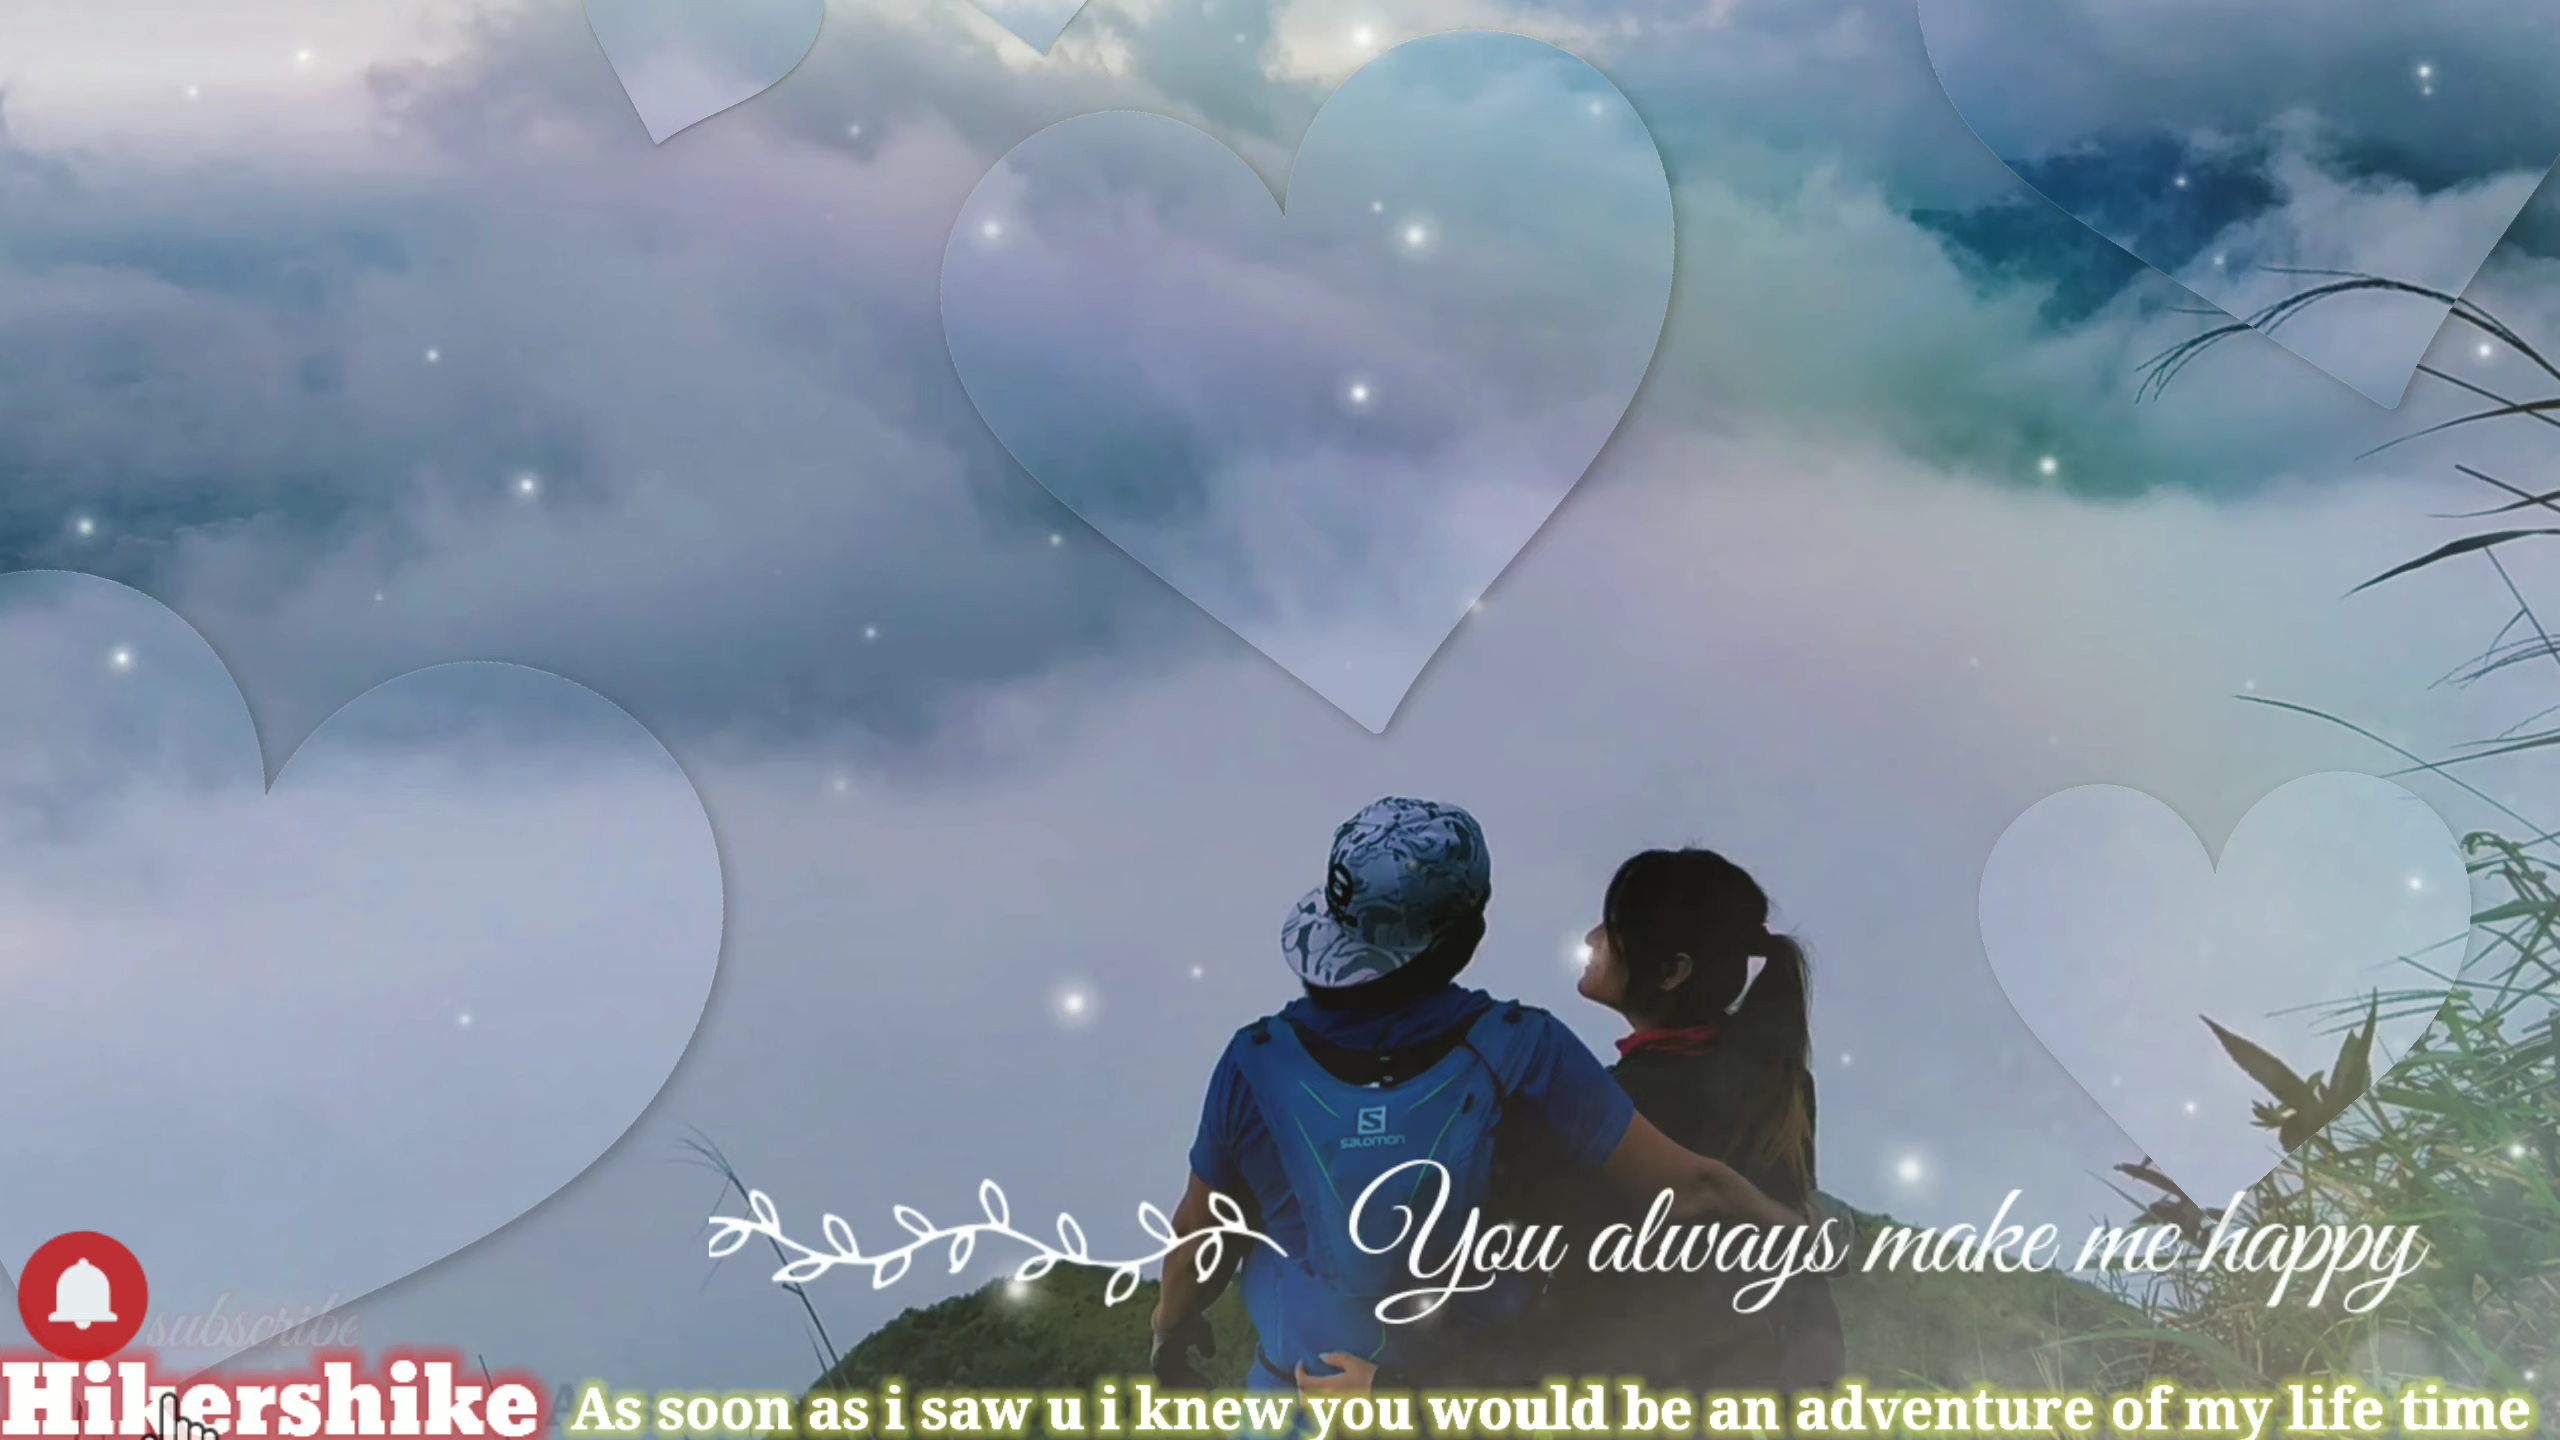 SALOMON
You always make me happy
subscribe
Hikershike
As soon as i saw u i knew you would be an adventure of my life time